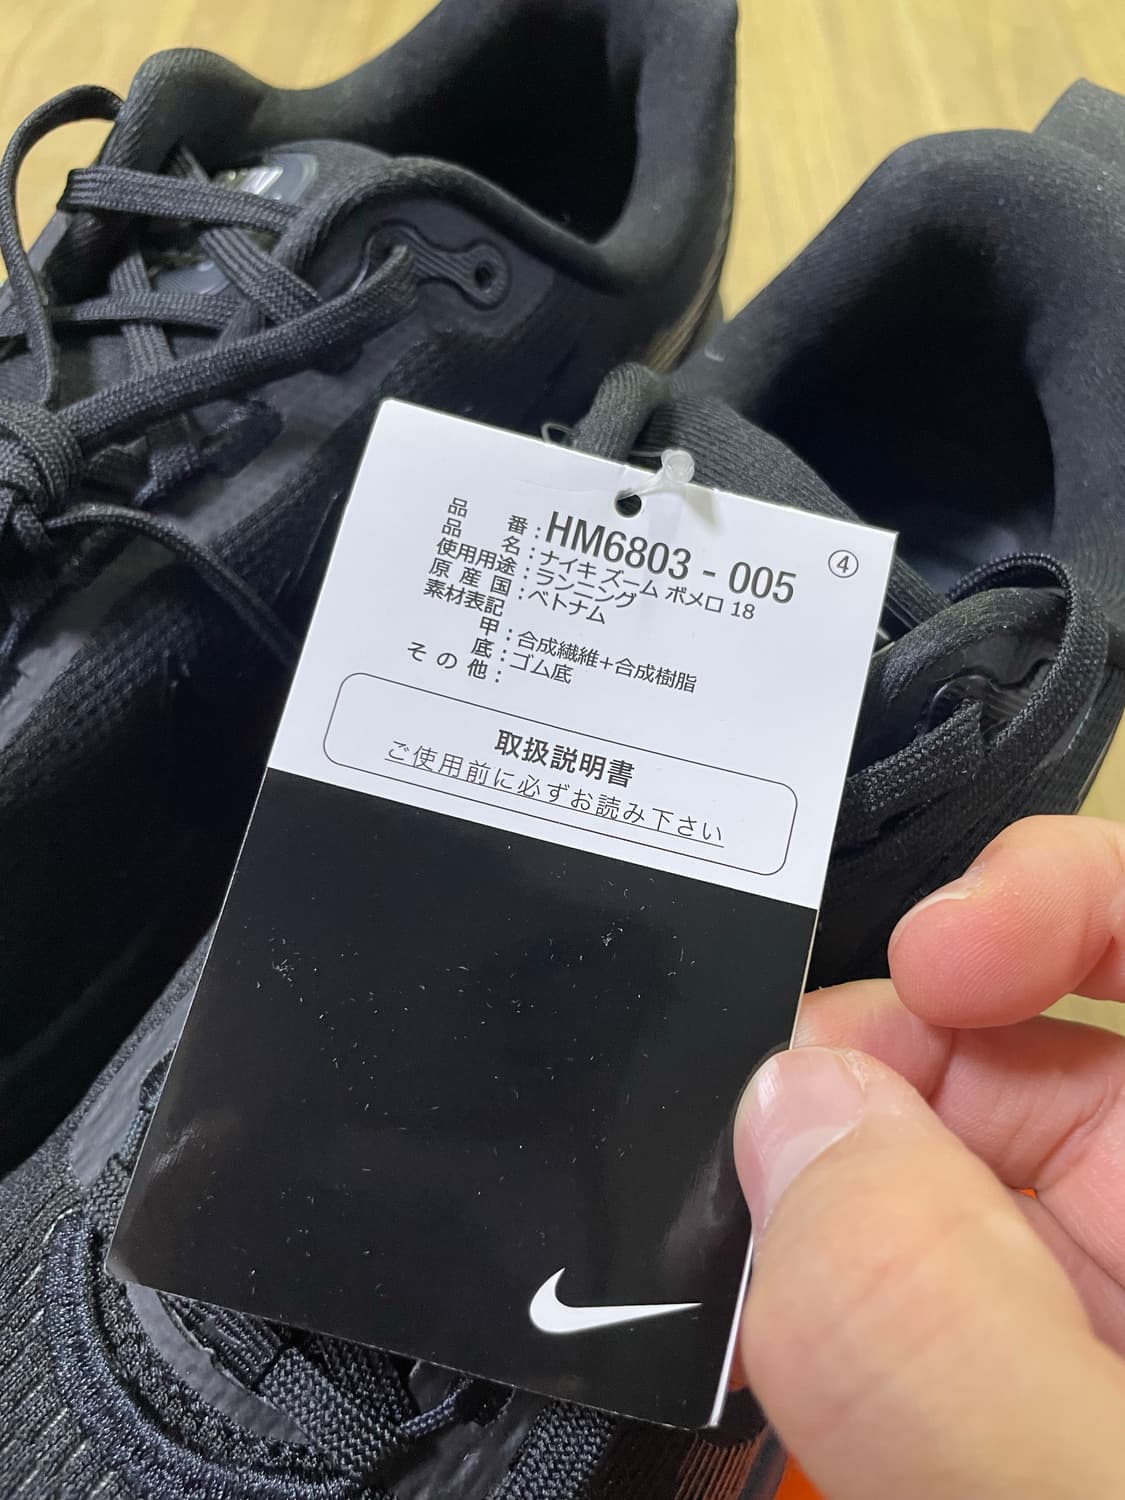 品番:HM6803-005 ④
品名:ナイキ ズーム ボメロ 18
使用用途:ランニング
原産国:ベトナム
素材表記
甲:合成繊維+合成樹脂
底:ゴム底
その他:
取扱説明書
ご使用前に必ずお読み下さい